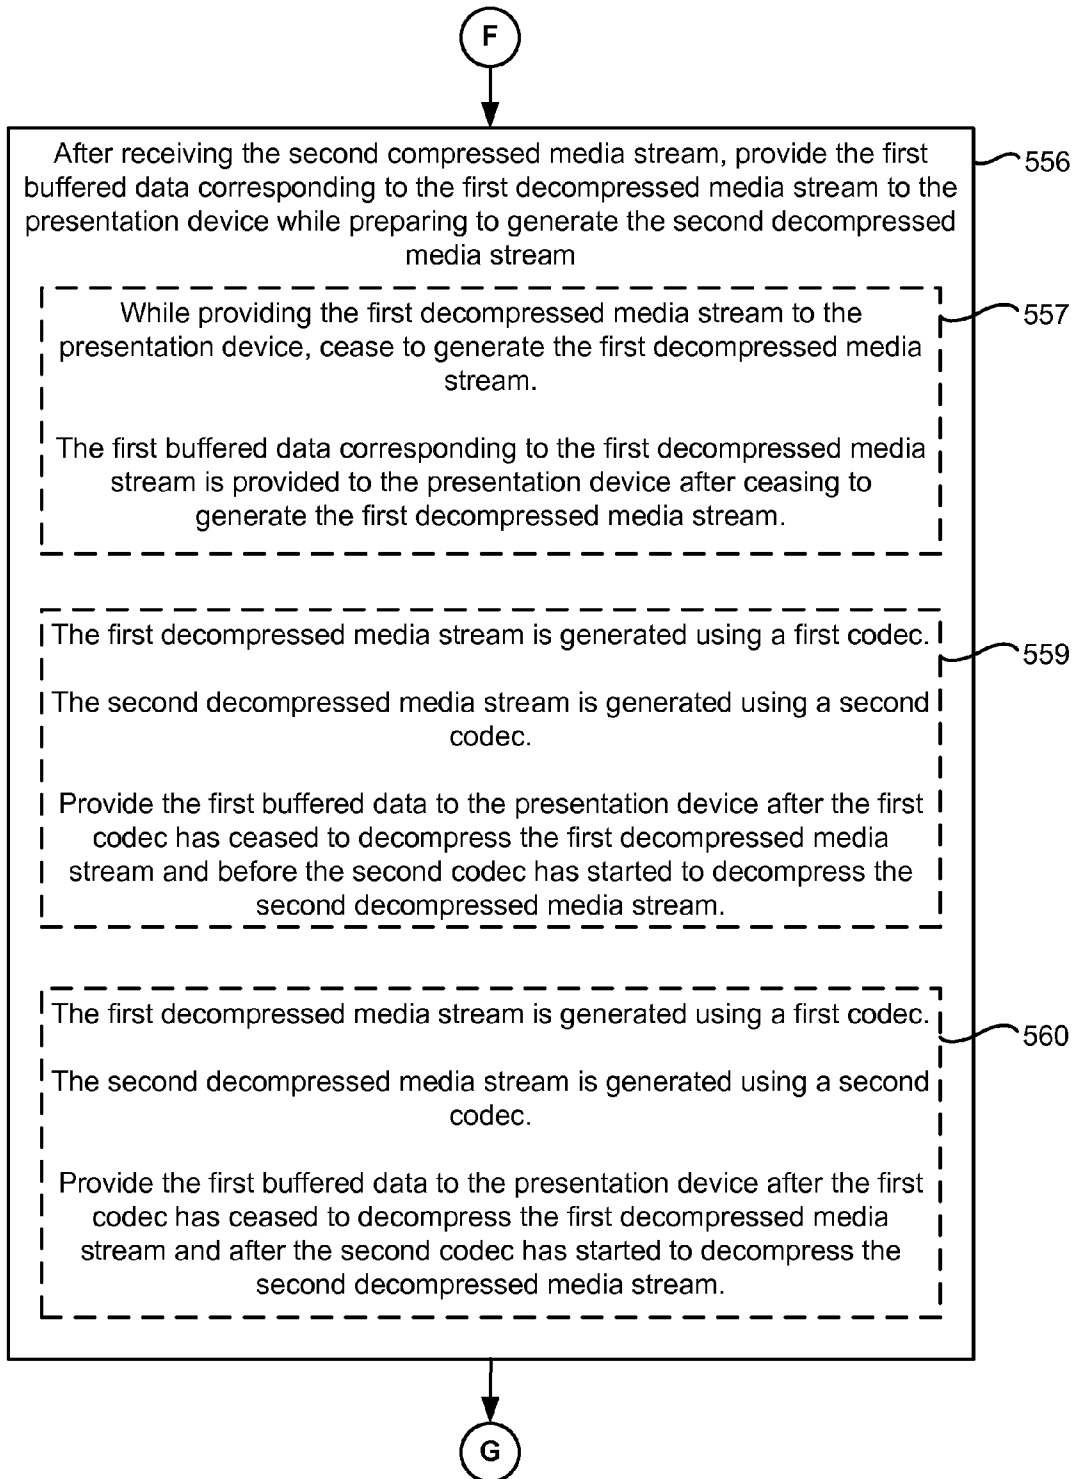 F
After receiving the second compressed media stream, provide the first
buffered data corresponding to the first decompressed media stream to the
presentation device while preparing to generate the second decompressed
media stream
556
While providing the first decompressed media stream to the
presentation device, cease to generate the first decompressed media
stream.
The first buffered data corresponding to the first decompressed media
stream is provided to the presentation device after ceasing to
generate the first decompressed media stream.
557
The first decompressed media stream is generated using a first codec.
The second decompressed media stream is generated using a second
codec.
Provide the first buffered data to the presentation device after the first
codec has ceased to decompress the first decompressed media
stream and before the second codec has started to decompress the
second decompressed media stream.
559
The first decompressed media stream is generated using a first codec.
The second decompressed media stream is generated using a second
codec.
Provide the first buffered data to the presentation device after the first
codec has ceased to decompress the first decompressed media
stream and after the second codec has started to decompress the
second decompressed media stream.
560
G